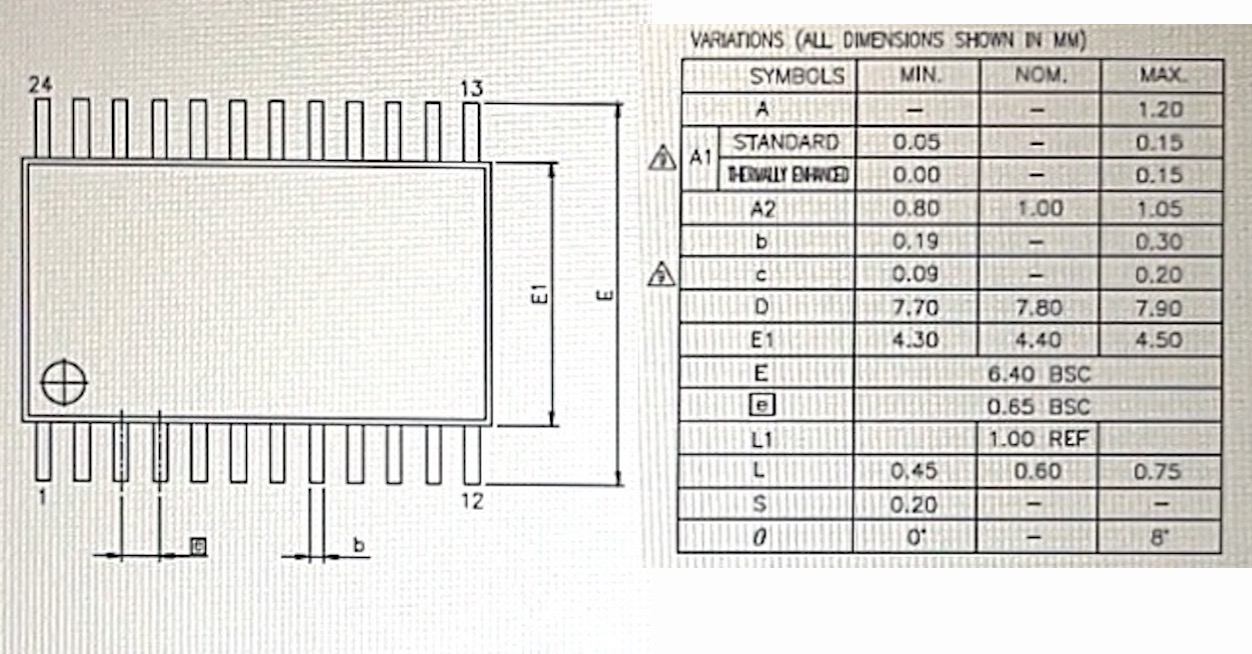 24
13
E1
E
1
12
e
b
VARIATIONS (ALL DIMENSIONS SHOWN IN MM)
SYMBOLS MIN. NOM. MAX.
A – – 1.20
A1 STANDARD 0.05 – 0.15
THERMALLY ENHANCED 0.00 – 0.15
A2 0.80 1.00 1.05
b 0.19 – 0.30
c 0.09 – 0.20
D 7.70 7.80 7.90
E1 4.30 4.40 4.50
E 6.40 BSC
e 0.65 BSC
L1 1.00 REF
L 0.45 0.60 0.75
S 0.20 – –
θ 0° – 8°